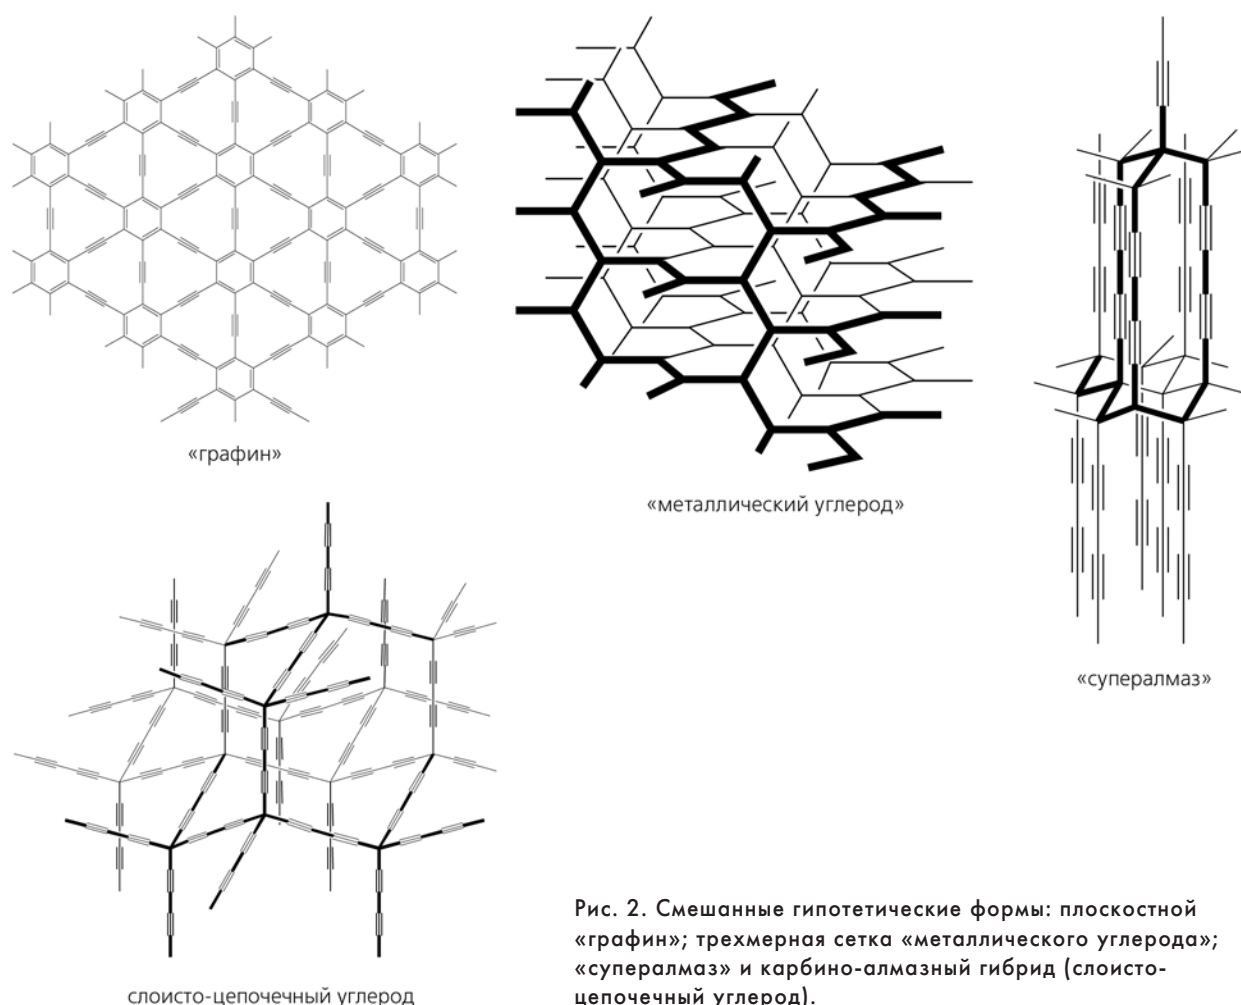 «графин»
«металлический углерод»
«супералмаз»
слоисто-цепочечный углерод
Рис. 2. Смешанные гипотетические формы: плоскостной
«графин»; трехмерная сетка «металлического углерода»;
«супералмаз» и карбино-алмазный гибрид (слоисто-
цепочечный углерод).